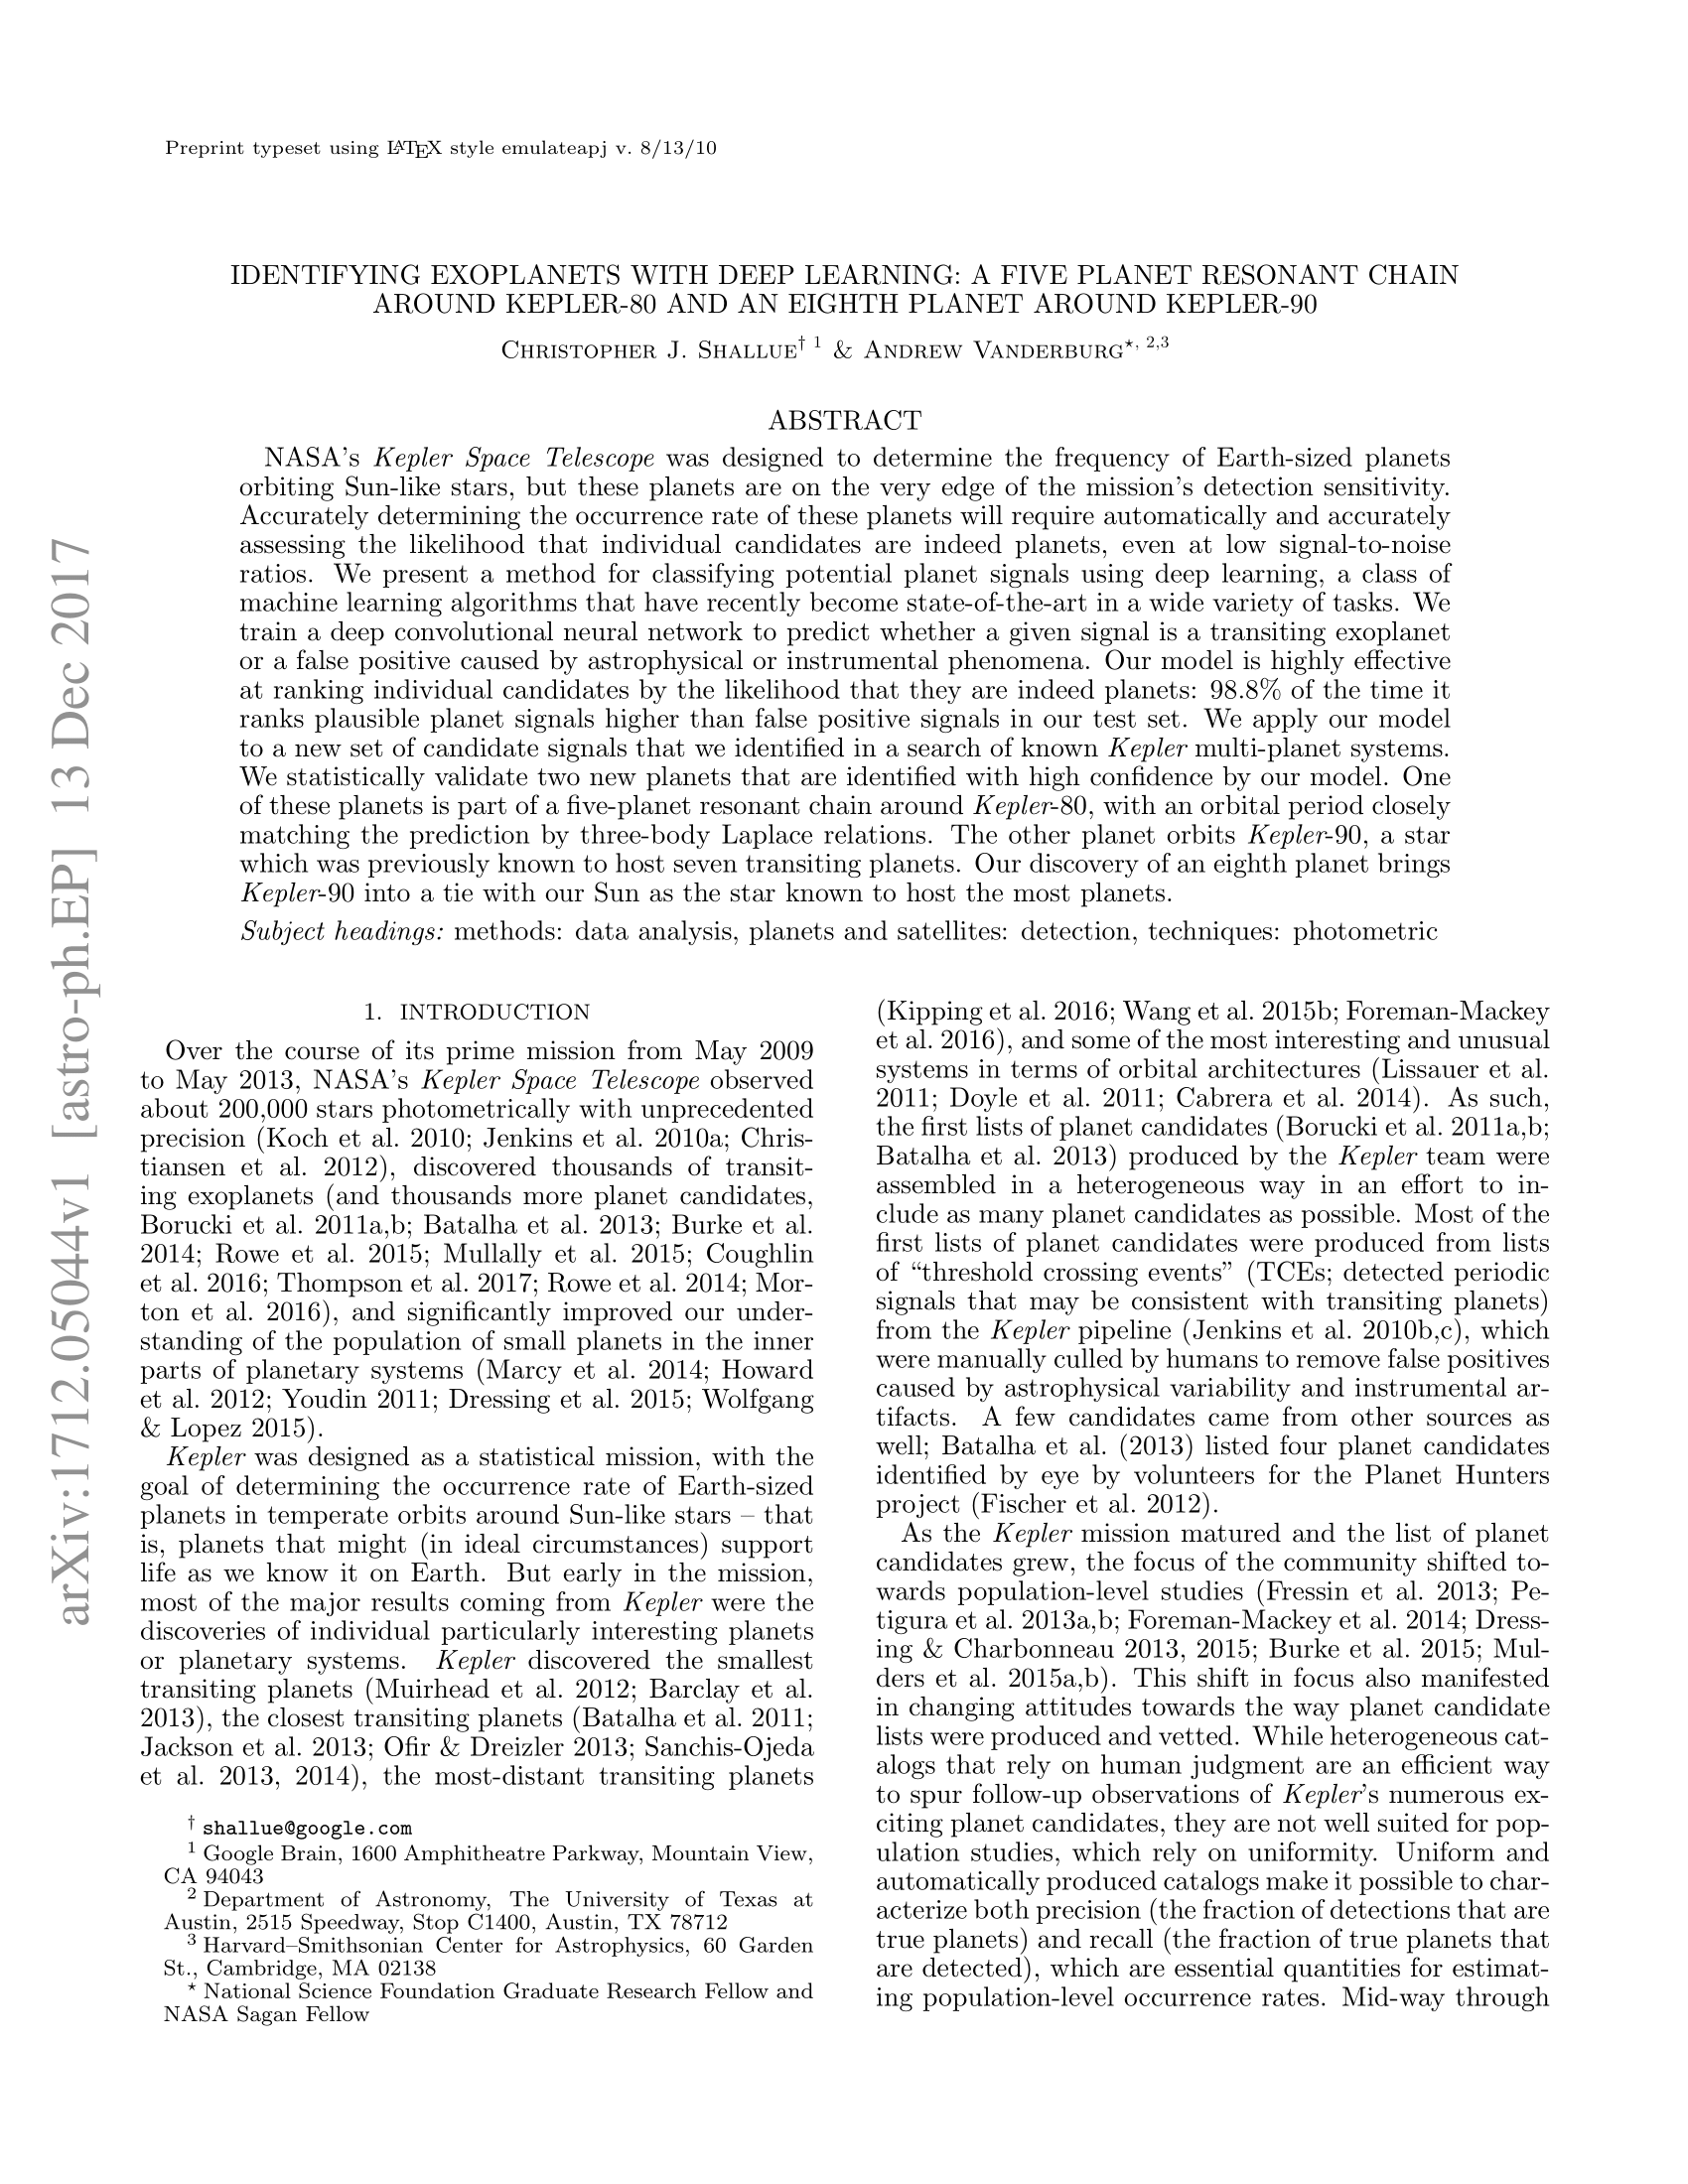 Preprint typeset using LATEX style emulateapj v. 8/13/10
IDENTIFYING EXOPLANETS WITH DEEP LEARNING: A FIVE PLANET RESONANT CHAIN
AROUND KEPLER-80 AND AN EIGHTH PLANET AROUND KEPLER-90
Christopher J. Shallue† 1 & Andrew Vanderburg⋆, 2,3
ABSTRACT
NASA's Kepler Space Telescope was designed to determine the frequency of Earth-sized planets
orbiting Sun-like stars, but these planets are on the very edge of the mission's detection sensitivity.
Accurately determining the occurrence rate of these planets will require automatically and accurately
assessing the likelihood that individual candidates are indeed planets, even at low signal-to-noise
ratios. We present a method for classifying potential planet signals using deep learning, a class of
machine learning algorithms that have recently become state-of-the-art in a wide variety of tasks. We
train a deep convolutional neural network to predict whether a given signal is a transiting exoplanet
or a false positive caused by astrophysical or instrumental phenomena. Our model is highly effective
at ranking individual candidates by the likelihood that they are indeed planets: 98.8% of the time it
ranks plausible planet signals higher than false positive signals in our test set. We apply our model
to a new set of candidate signals that we identified in a search of known Kepler multi-planet systems.
We statistically validate two new planets that are identified with high confidence by our model. One
of these planets is part of a five-planet resonant chain around Kepler-80, with an orbital period closely
matching the prediction by three-body Laplace relations. The other planet orbits Kepler-90, a star
which was previously known to host seven transiting planets. Our discovery of an eighth planet brings
Kepler-90 into a tie with our Sun as the star known to host the most planets.
Subject headings: methods: data analysis, planets and satellites: detection, techniques: photometric
1. INTRODUCTION
Over the course of its prime mission from May 2009
to May 2013, NASA's Kepler Space Telescope observed
about 200,000 stars photometrically with unprecedented
precision (Koch et al. 2010; Jenkins et al. 2010a; Chris-
tiansen et al. 2012), discovered thousands of transit-
ing exoplanets (and thousands more planet candidates,
Borucki et al. 2011a,b; Batalha et al. 2013; Burke et al.
2014; Rowe et al. 2015; Mullally et al. 2015; Coughlin
et al. 2016; Thompson et al. 2017; Rowe et al. 2014; Mor-
ton et al. 2016), and significantly improved our under-
standing of the population of small planets in the inner
parts of planetary systems (Marcy et al. 2014; Howard
et al. 2012; Youdin 2011; Dressing et al. 2015; Wolfgang
& Lopez 2015).
Kepler was designed as a statistical mission, with the
goal of determining the occurrence rate of Earth-sized
planets in temperate orbits around Sun-like stars – that
is, planets that might (in ideal circumstances) support
life as we know it on Earth. But early in the mission,
most of the major results coming from Kepler were the
discoveries of individual particularly interesting planets
or planetary systems. Kepler discovered the smallest
transiting planets (Muirhead et al. 2012; Barclay et al.
2013), the closest transiting planets (Batalha et al. 2011;
Jackson et al. 2013; Ofir & Dreizler 2013; Sanchis-Ojeda
et al. 2013, 2014), the most-distant transiting planets
† shallue@google.com
1 Google Brain, 1600 Amphitheatre Parkway, Mountain View,
CA 94043
2 Department of Astronomy, The University of Texas at
Austin, 2515 Speedway, Stop C1400, Austin, TX 78712
3 Harvard–Smithsonian Center for Astrophysics, 60 Garden
St., Cambridge, MA 02138
⋆ National Science Foundation Graduate Research Fellow and
NASA Sagan Fellow
(Kipping et al. 2016; Wang et al. 2015b; Foreman-Mackey
et al. 2016), and some of the most interesting and unusual
systems in terms of orbital architectures (Lissauer et al.
2011; Doyle et al. 2011; Cabrera et al. 2014). As such,
the first lists of planet candidates (Borucki et al. 2011a,b;
Batalha et al. 2013) produced by the Kepler team were
assembled in a heterogeneous way in an effort to in-
clude as many planet candidates as possible. Most of the
first lists of planet candidates were produced from lists
of “threshold crossing events” (TCEs; detected periodic
signals that may be consistent with transiting planets)
from the Kepler pipeline (Jenkins et al. 2010b,c), which
were manually culled by humans to remove false positives
caused by astrophysical variability and instrumental ar-
tifacts. A few candidates came from other sources as
well; Batalha et al. (2013) listed four planet candidates
identified by eye by volunteers for the Planet Hunters
project (Fischer et al. 2012).
As the Kepler mission matured and the list of planet
candidates grew, the focus of the community shifted to-
wards population-level studies (Fressin et al. 2013; Pe-
tigura et al. 2013a,b; Foreman-Mackey et al. 2014; Dress-
ing & Charbonneau 2013, 2015; Burke et al. 2015; Mul-
ders et al. 2015a,b). This shift in focus also manifested
in changing attitudes towards the way planet candidate
lists were produced and vetted. While heterogeneous cat-
alogs that rely on human judgment are an efficient way
to spur follow-up observations of Kepler's numerous ex-
citing planet candidates, they are not well suited for pop-
ulation studies, which rely on uniformity. Uniform and
automatically produced catalogs make it possible to char-
acterize both precision (the fraction of detections that are
true planets) and recall (the fraction of true planets that
are detected), which are essential quantities for estimat-
ing population-level occurrence rates. Mid-way through
arXiv:1712.05044v1 [astro-ph.EP] 13 Dec 2017